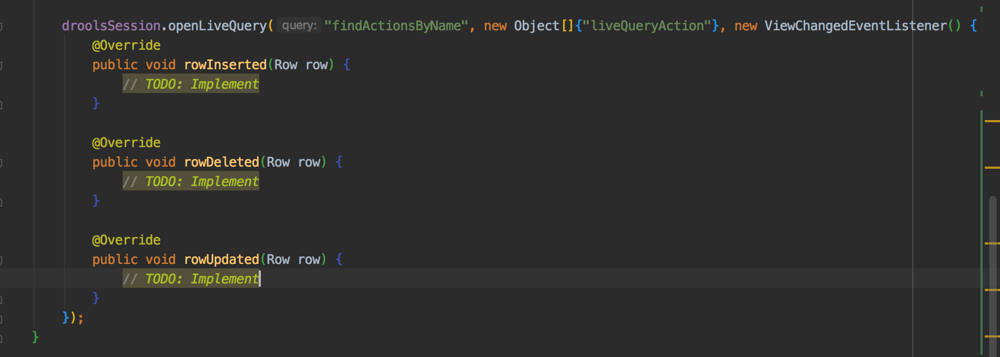 droolsSession.openLiveQuery( query: "findActionsByName", new Object[]{"liveQueryAction"}, new ViewChangedEventListener() {
@Override
public void rowInserted(Row row) {
// TODO: Implement
}
@Override
public void rowDeleted(Row row) {
// TODO: Implement
}
@Override
public void rowUpdated(Row row) {
// TODO: Implement
}
});
}